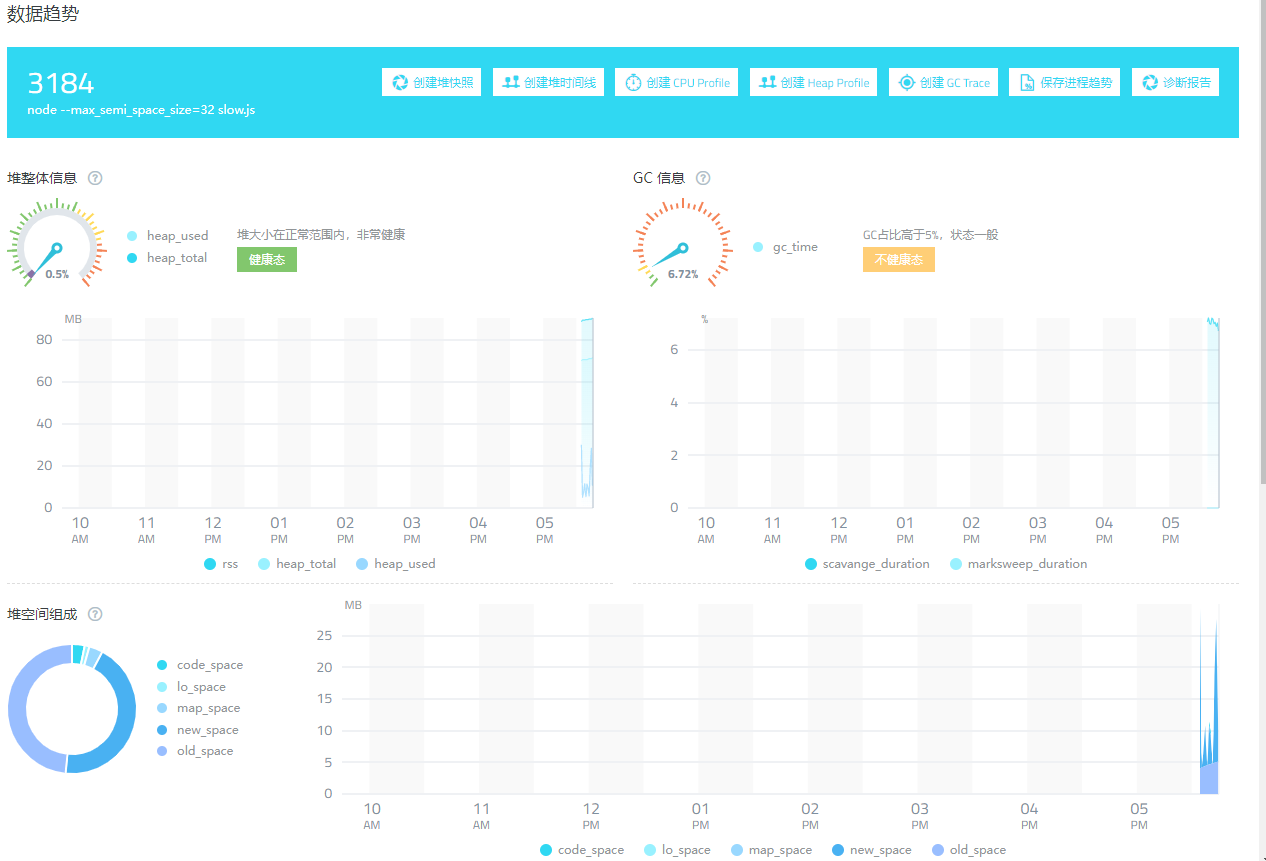 数据趋势
3184
node --max_semi_space_size=32 slow.js
创建堆快照
创建堆时间线
创建 CPU Profile
创建 Heap Profile
创建 GC Trace
保存进程趋势
诊断报告
堆整体信息 ?
0.5%
heap_used
heap_total
堆大小在正常范围内，非常健康
健康态
MB
80
60
40
20
0
10 11 12 01 02 03 04 05
AM AM PM PM PM PM PM PM
rss heap_total heap_used
GC 信息 ?
6.72%
gc_time
GC占比高于5%，状态一般
不健康态
%
6
4
2
0
10 11 12 01 02 03 04 05
AM AM PM PM PM PM PM PM
scavange_duration marksweep_duration
堆空间组成 ?
code_space
lo_space
map_space
new_space
old_space
MB
25
20
15
10
5
0
10 11 12 01 02 03 04 05
AM AM PM PM PM PM PM PM
code_space lo_space map_space new_space old_space